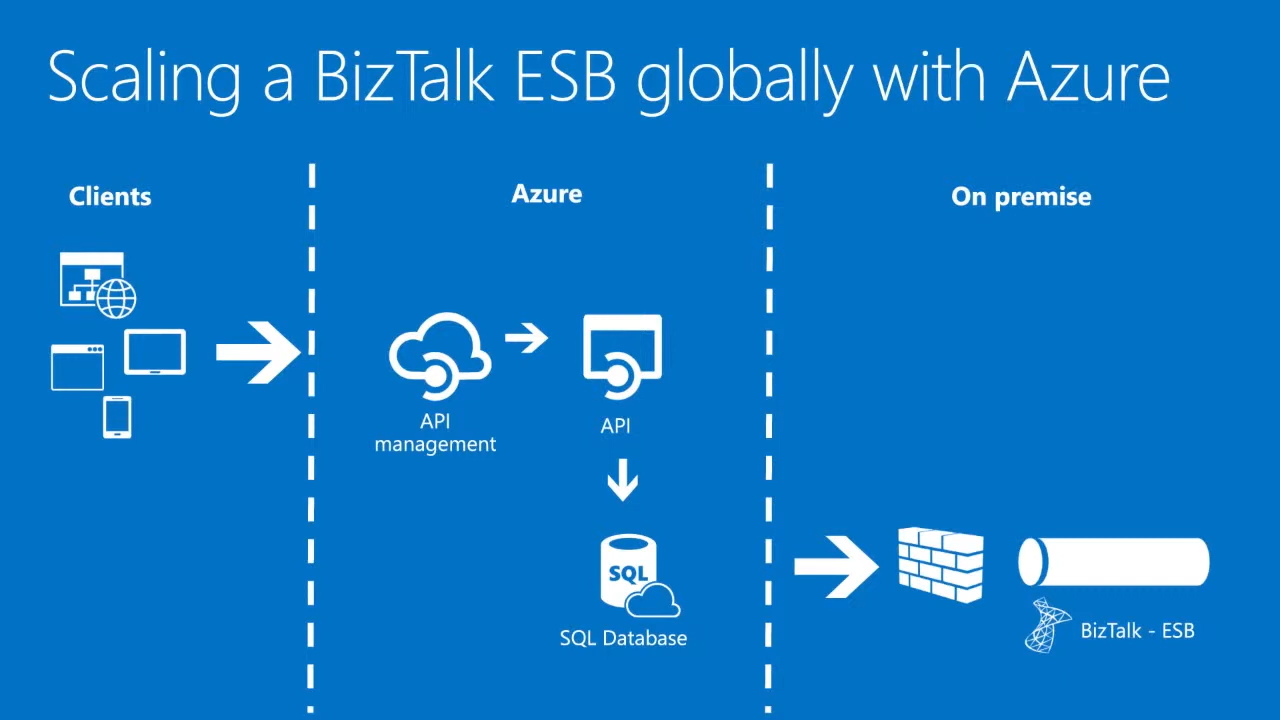 Scaling a BizTalk ESB globally with Azure
Clients
Azure
On premise
API
management
API
SQL
SQL Database
BizTalk - ESB